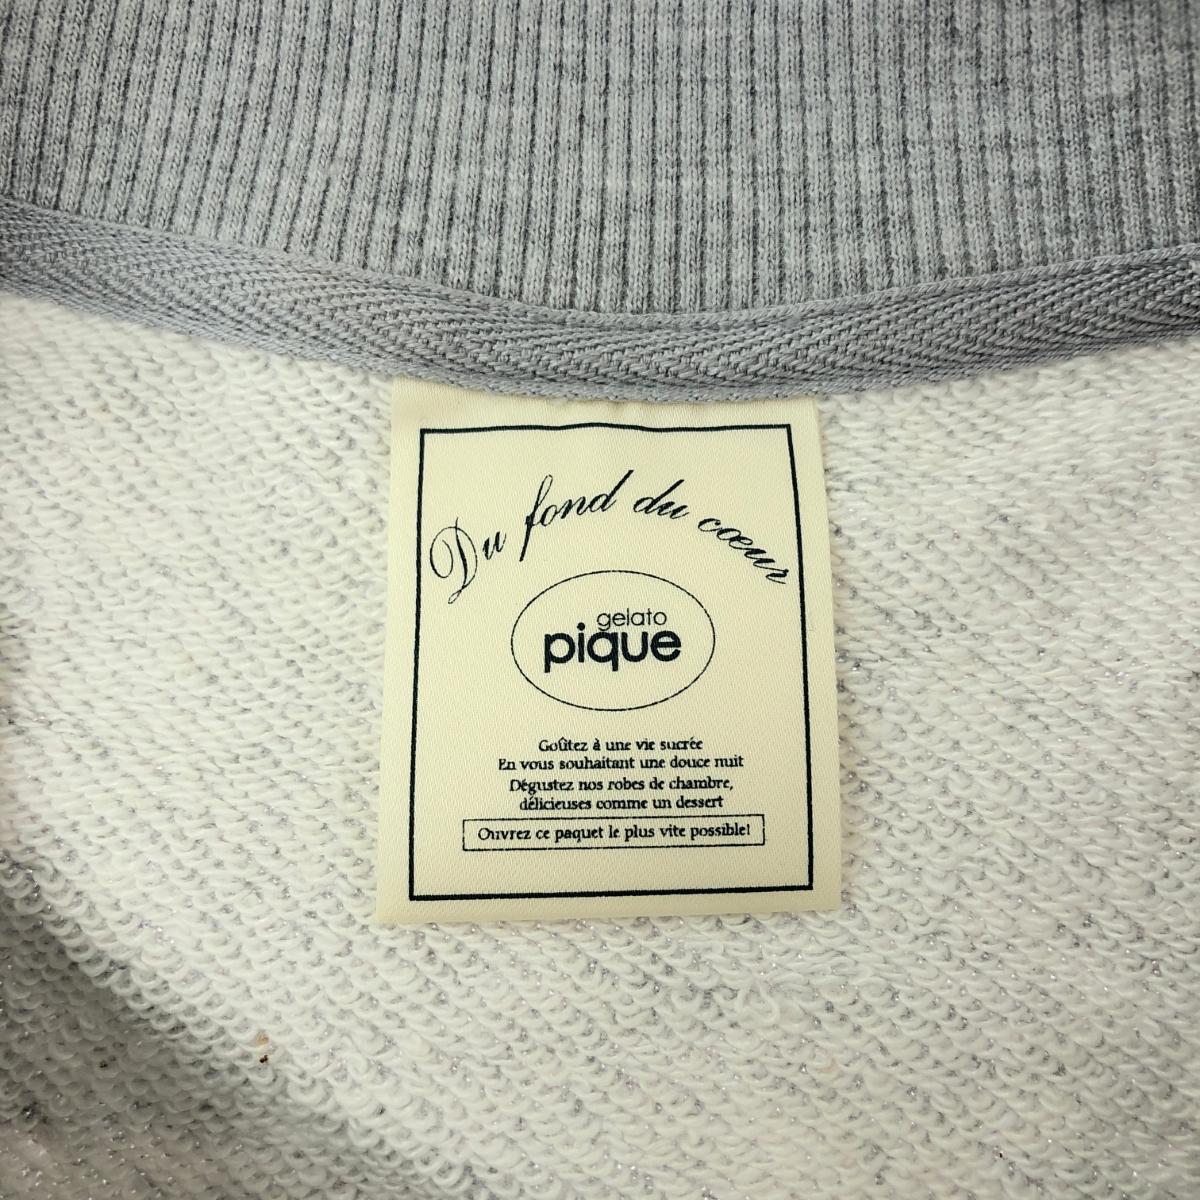 Du fond du cœur
gelato
pique
Goûtez à une vie sucrée
En vous souhaitant une douce nuit
Dégustez nos robes de chambre,
délicieuses comme un dessert
Ouvrez ce paquet le plus vite possible!